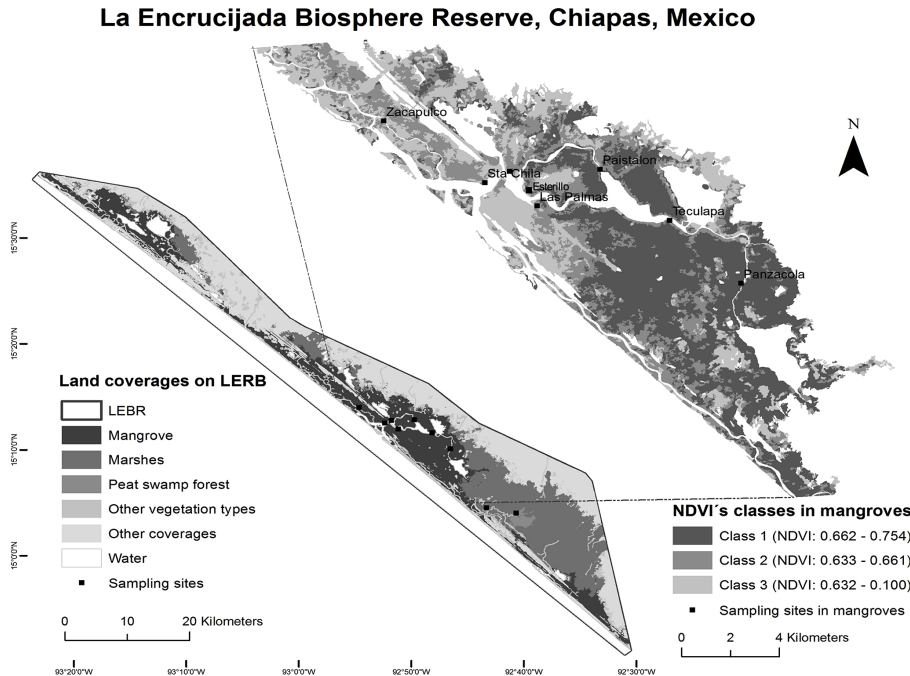 La Encrucijada Biosphere Reserve, Chiapas, Mexico
N
Zacapulco
Sta Chila
Paistalon
Esterillo
Las Palmas
Teculapa
Panzacola
15°30'0"N
15°20'0"N
15°10'0"N
15°0'0"N
Land coverages on LERB
LEBR
Mangrove
Marshes
Peat swamp forest
Other vegetation types
Other coverages
Water
Sampling sites
0 10 20 Kilometers
NDVI´s classes in mangroves
Class 1 (NDVI: 0.662 - 0.754)
Class 2 (NDVI: 0.633 - 0.661)
Class 3 (NDVI: 0.632 - 0.100)
Sampling sites in mangroves
0 2 4 Kilometers
93°20'0"W 93°10'0"W 93°0'0"W 92°50'0"W 92°40'0"W 92°30'0"W